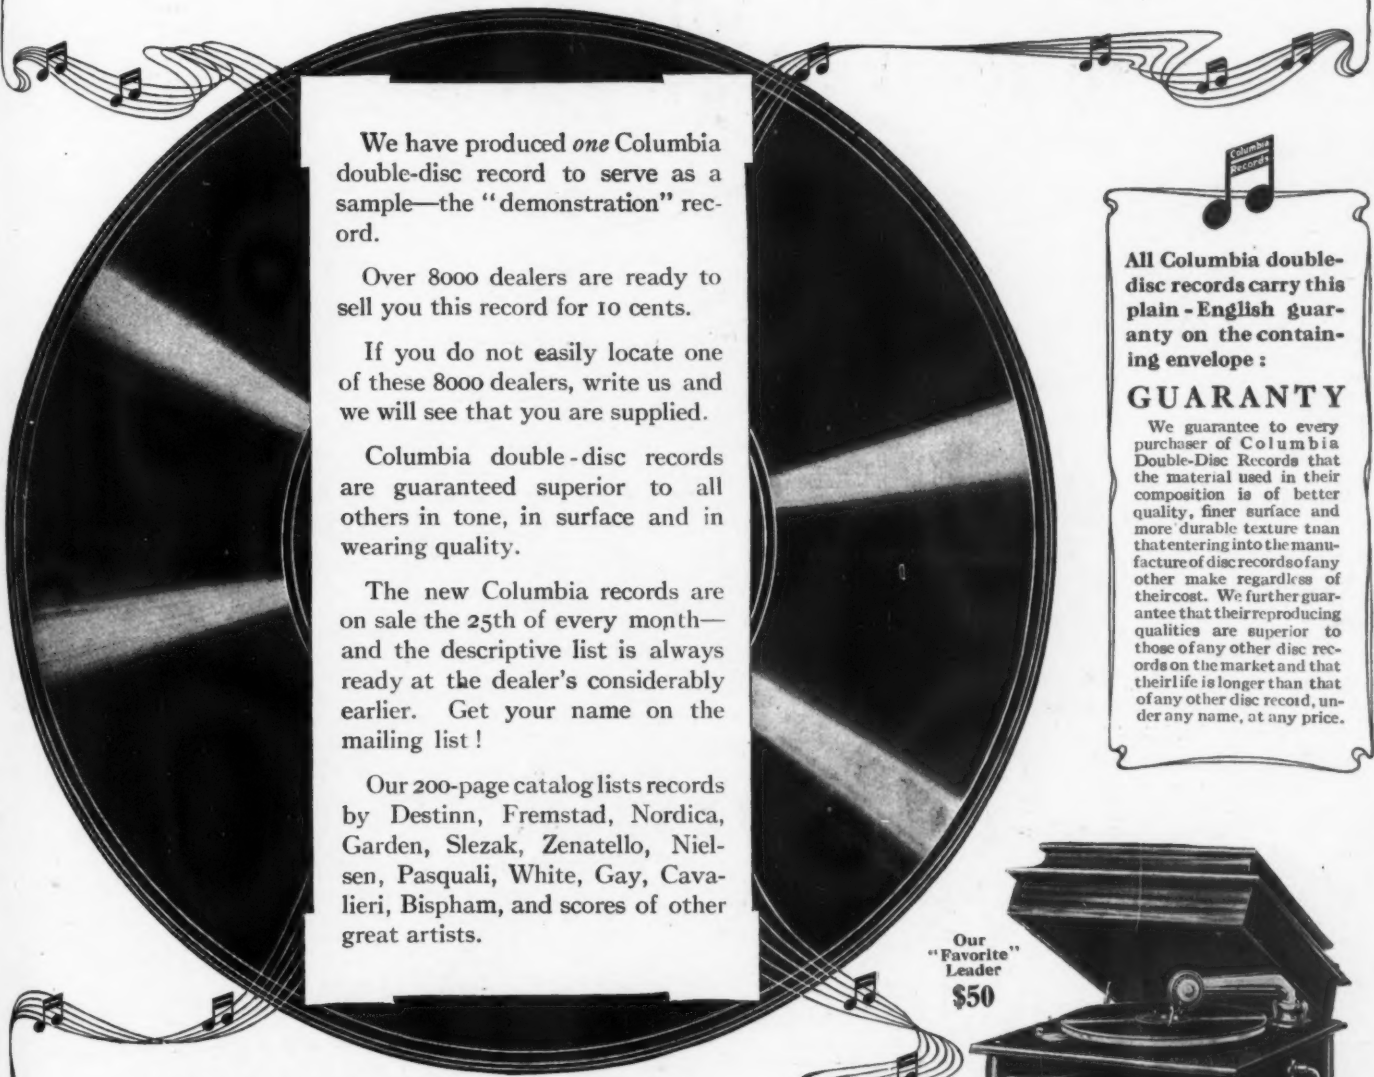 We have produced one Columbia
double-disc record to serve as a
sample—the "demonstration" rec-
ord.
Over 8000 dealers are ready to
sell you this record for 10 cents.
If you do not easily locate one
of these 8000 dealers, write us and
we will see that you are supplied.
Columbia double-disc records
are guaranteed superior to all
others in tone, in surface and in
wearing quality.
The new Columbia records are
on sale the 25th of every month—
and the descriptive list is always
ready at the dealer's considerably
earlier. Get your name on the
mailing list!
Our 200-page catalog lists records
by Destinn, Fremstad, Nordica,
Garden, Slezak, Zenatello, Niel-
sen, Pasquali, White, Gay, Cava-
lieri, Bispham, and scores of other
great artists.
Columbia
Records
All Columbia double-
disc records carry this
plain-English guar-
anty on the contain-
ing envelope:
GUARANTY
We guarantee to every
purchaser of Columbia
Double-Disc Records that
the material used in their
composition is of better
quality, finer surface and
more durable texture than
that entering into the manu-
facture of disc records of any
other make regardless of
their cost. We further guar-
antee that their reproducing
qualities are superior to
those of any other disc rec-
ords on the market and that
their life is longer than that
of any other disc record, un-
der any name, at any price.
Our
"Favorite"
Leader
$50